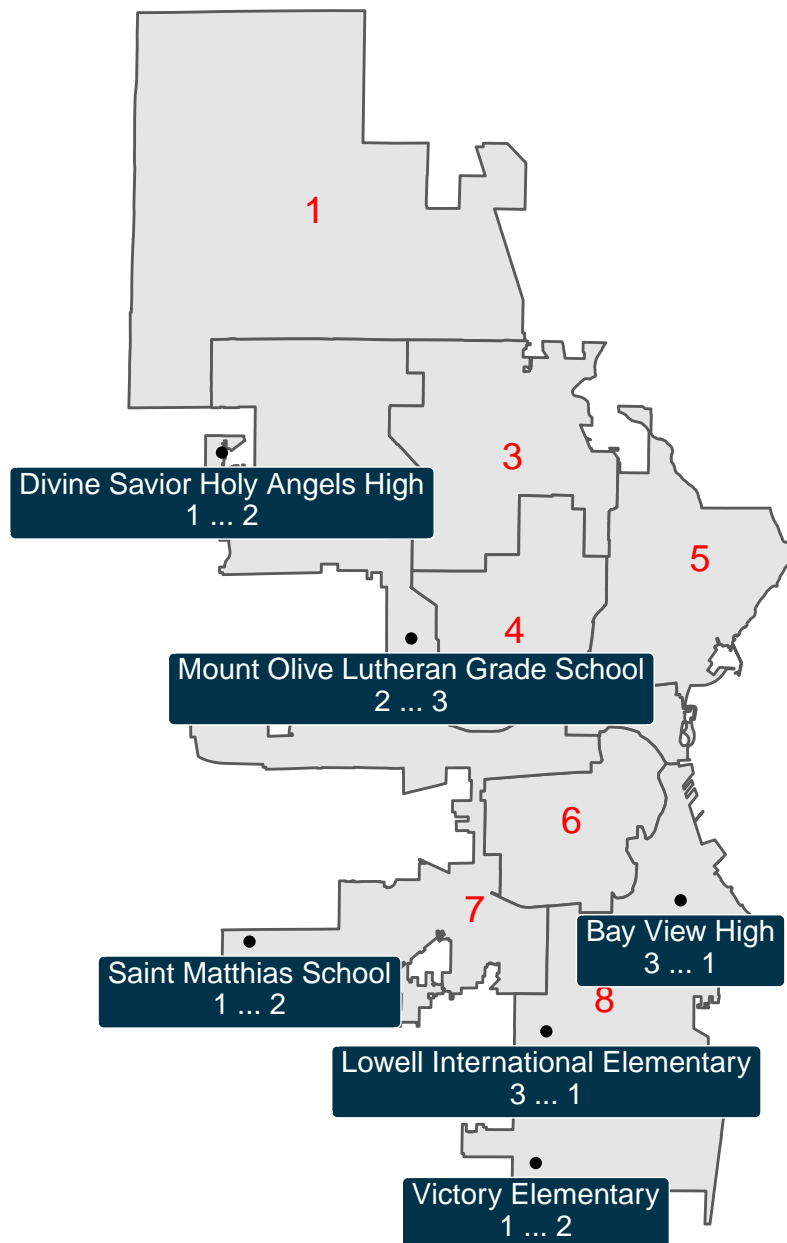 1
3
Divine Savior Holy Angels High
1 ... 2
5
4
Mount Olive Lutheran Grade School
2 ... 3
6
7
Bay View High
3 ... 1
Saint Matthias School
1 ... 2
8
Lowell International Elementary
3 ... 1
Victory Elementary
1 ... 2